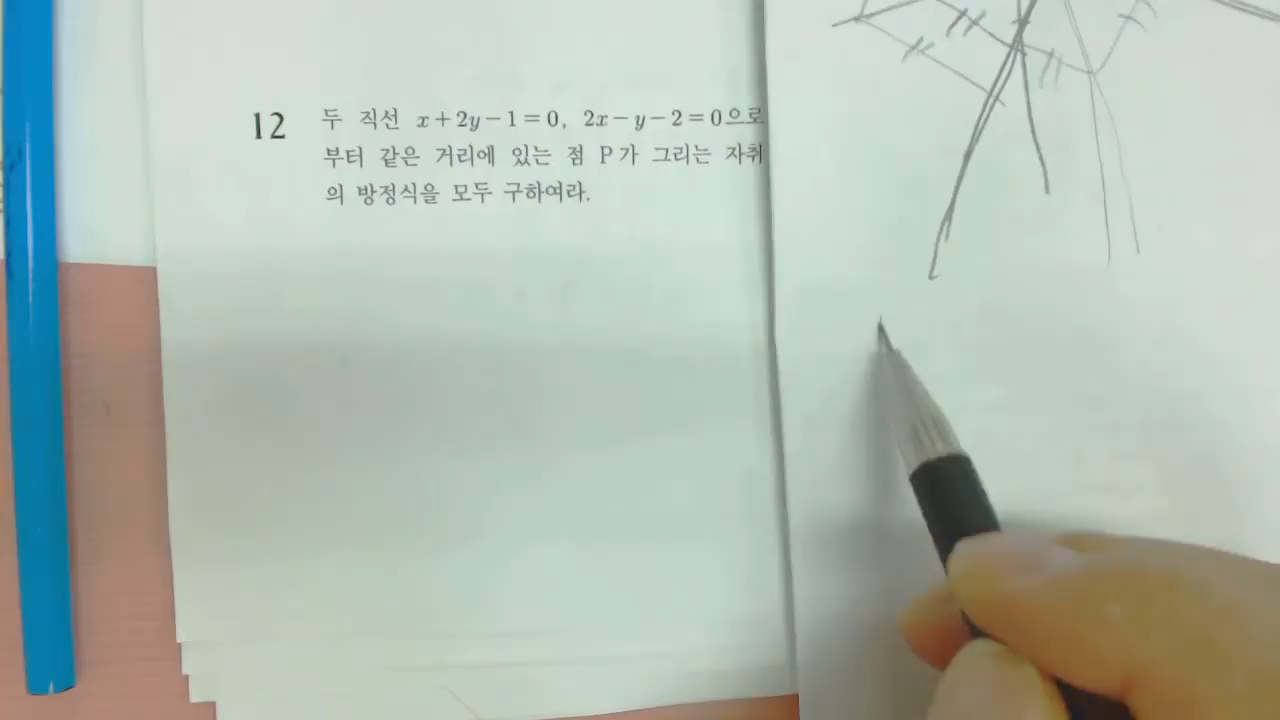 12 두 직선 x+2y-1=0, 2x-y-2=0으로
부터 같은 거리에 있는 점 P가 그리는 자취
의 방정식을 모두 구하여라.